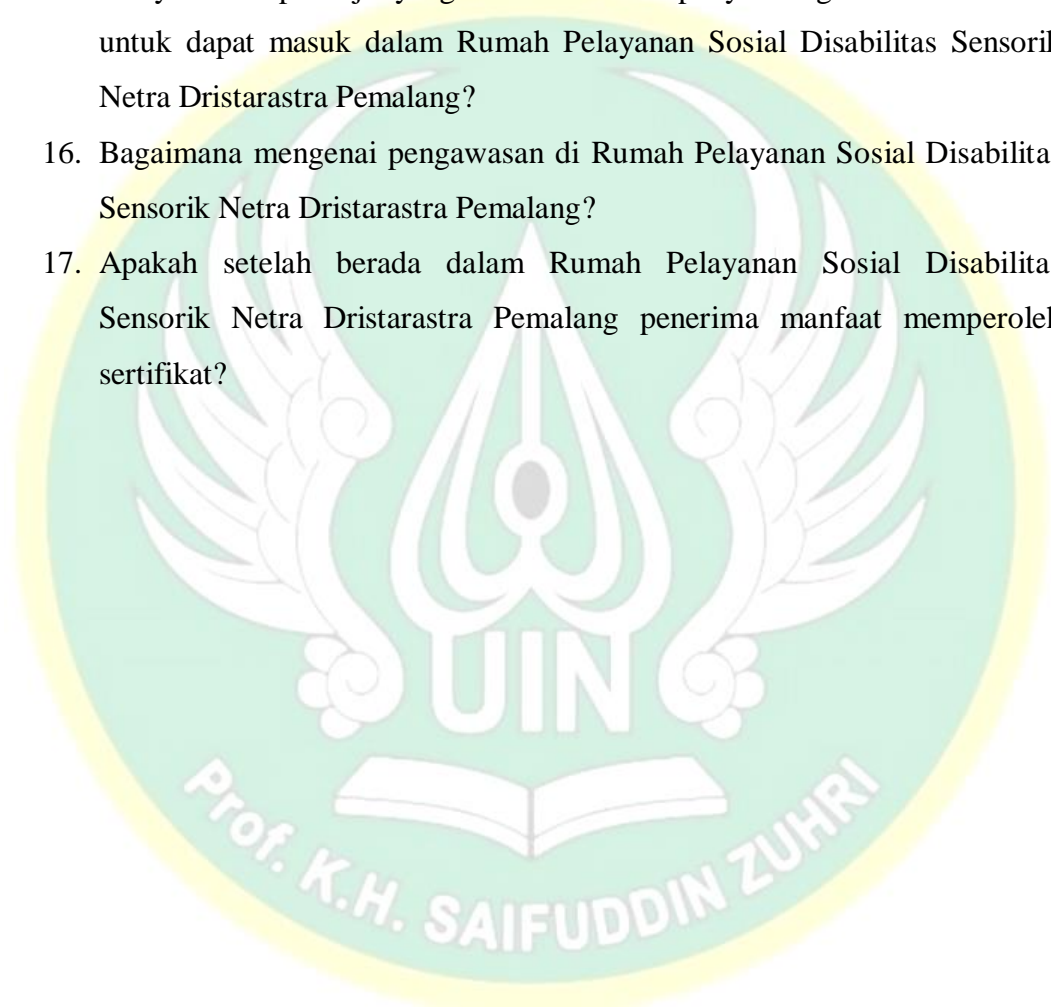 untuk dapat masuk dalam Rumah Pelayanan Sosial Disabilitas Sensorik
Netra Dristarastra Pemalang?
16. Bagaimana mengenai pengawasan di Rumah Pelayanan Sosial Disabilita
Sensorik Netra Dristarastra Pemalang?
17. Apakah setelah berada dalam Rumah Pelayanan Sosial Disabilita
Sensorik Netra Dristarastra Pemalang penerima manfaat memperoleh
sertifikat?
UIN
Prof. K.H. SAIFUDDIN ZUHRI